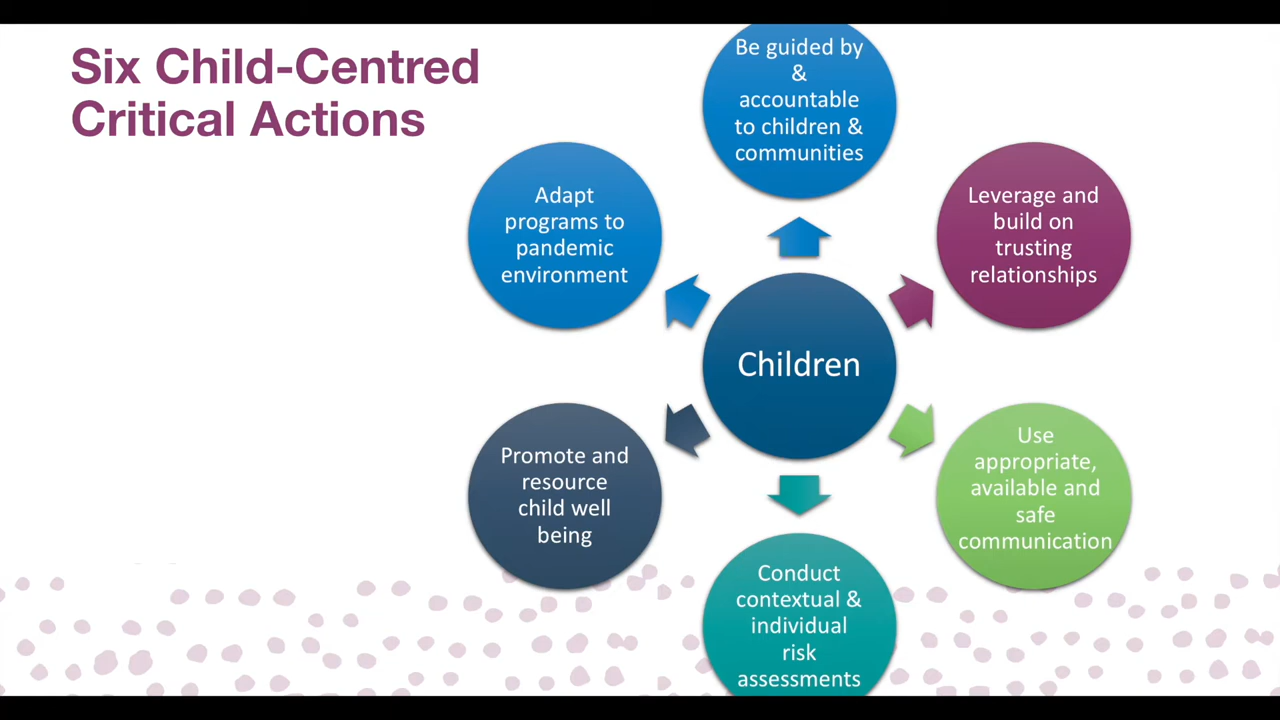 Six Child-Centred
Critical Actions
Be guided by
&
accountable
to children &
communities
Leverage and
build on
trusting
relationships
Use
appropriate,
available and
safe
communication
Conduct
contextual &
individual
risk
assessments
Promote and
resource
child well
being
Adapt
programs to
pandemic
environment
Children